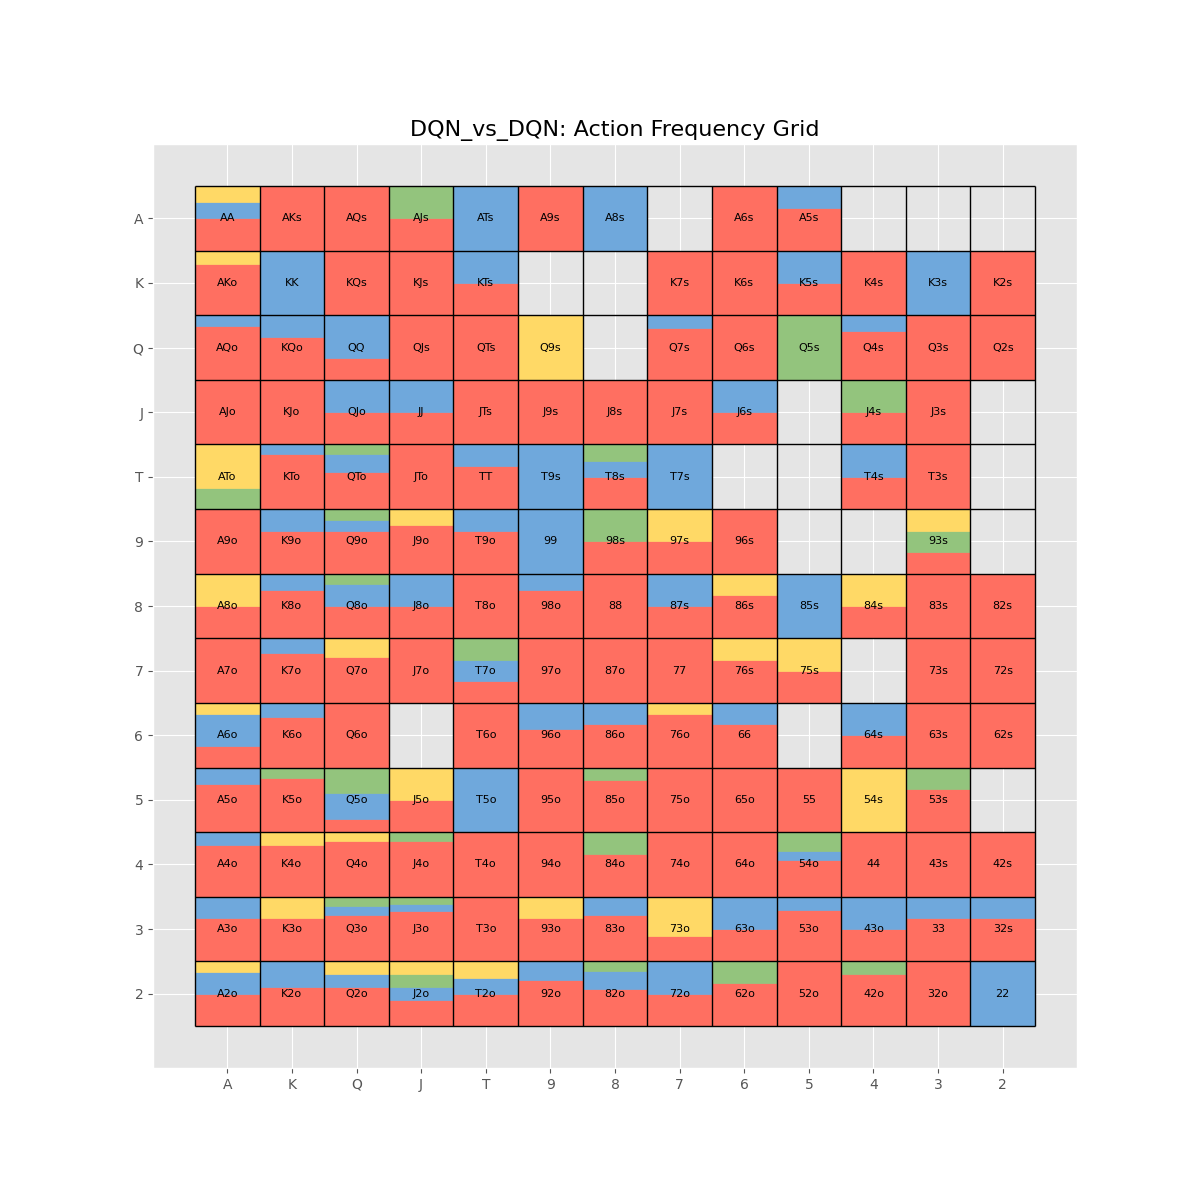 DQN_vs_DQN: Action Frequency Grid
A AA AKs AQs AJs ATs A9s A8s A6s A5s
K AKo KK KQs KJs KTs K7s K6s K5s K4s K3s K2s
Q AQo KQo QQ QJs QTs Q9s Q7s Q6s Q5s Q4s Q3s Q2s
J AJo KJo QJo JJ JTs J9s J8s J7s J6s J4s J3s
T ATo KTo QTo JTo TT T9s T8s T7s T4s T3s
9 A9o K9o Q9o J9o T9o 99 98s 97s 96s 93s
8 A8o K8o Q8o J8o T8o 98o 88 87s 86s 85s 84s 83s 82s
7 A7o K7o Q7o J7o T7o 97o 87o 77 76s 75s 73s 72s
6 A6o K6o Q6o T6o 96o 86o 76o 66 64s 63s 62s
5 A5o K5o Q5o J5o T5o 95o 85o 75o 65o 55 54s 53s
4 A4o K4o Q4o J4o T4o 94o 84o 74o 64o 54o 44 43s 42s
3 A3o K3o Q3o J3o T3o 93o 83o 73o 63o 53o 43o 33 32s
2 A2o K2o Q2o J2o T2o 92o 82o 72o 62o 52o 42o 32o 22
A K Q J T 9 8 7 6 5 4 3 2